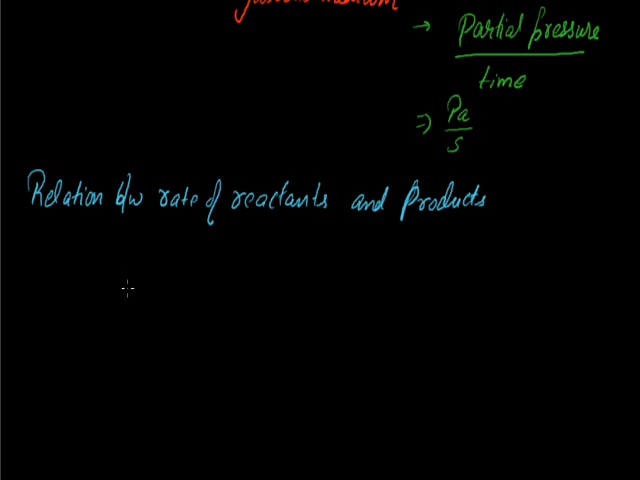 → Partial pressure
time
⇒ Pa
s
Relation b/w rate of reactants and Products